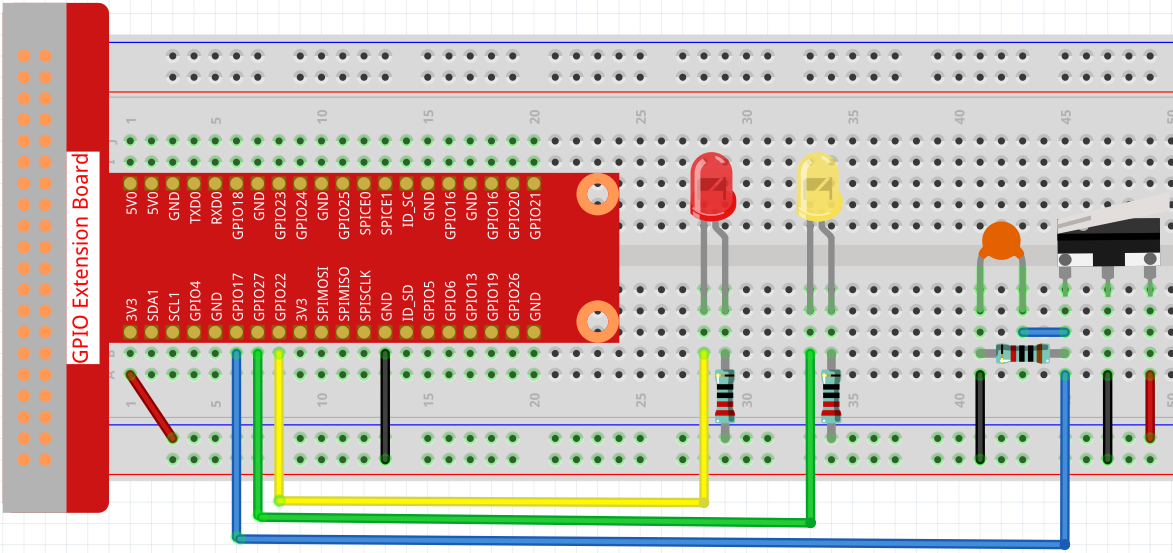 GPIO Extension Board
1 5 10 15 20 25 30 35 40 45 50
J
I
5V0 5V0 GND TXD0 RXD0 GPIO18 GND GPIO23 GPIO24 GND GPIO25 SPICE0 SPICE1 ID_SC GND GPIO16 GND GPIO16 GPIO20 GPIO21
3V3 SDA1 SCL1 GPIO4 GND GPIO17 GPIO27 GPIO22 3V3 SPIMOSI SPIMISO SPISCLK GND ID_SD GPIO5 GPIO6 GPIO13 GPIO19 GPIO26 GND
B
A
1 5 10 15 20 25 30 35 40 45 50